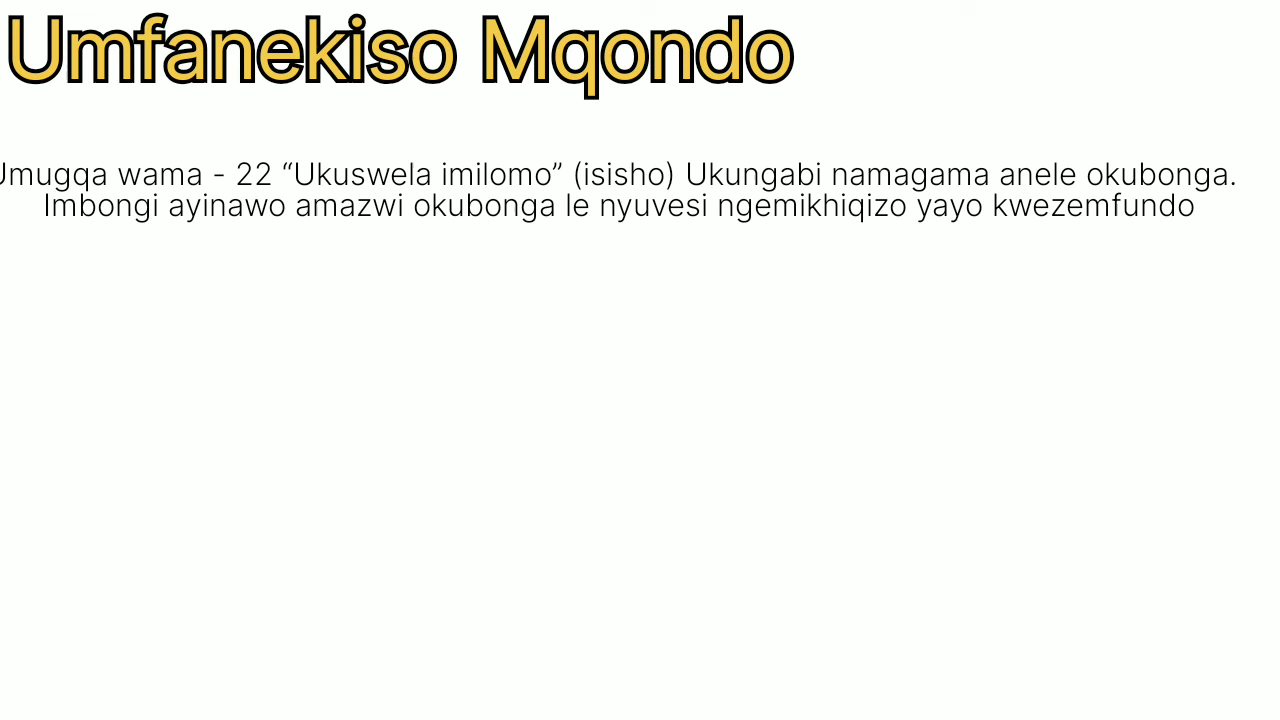 Umfanekiso Mqondo
Umugqa wama - 22 “Ukuswela imilomo” (isisho) Ukungabi namagama anele okubonga.
Imbongi ayinawo amazwi okubonga le nyuvesi ngemikhiqizo yayo kwezemfundo